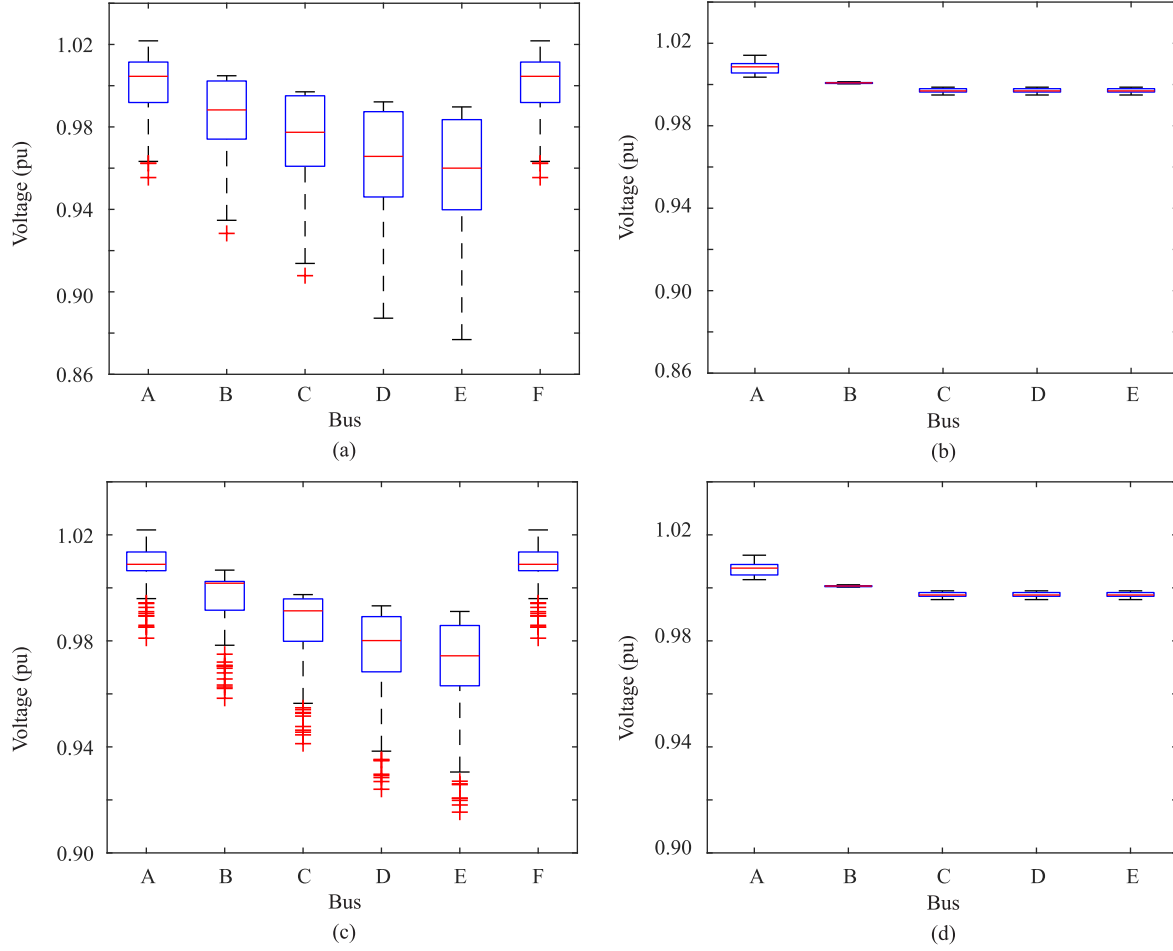 1.02
0.98
0.94
0.90
0.86
Voltage (pu)
A B C D E F
Bus
(a)
1.02
0.98
0.94
0.90
0.86
Voltage (pu)
A B C D E
Bus
(b)
1.02
0.98
0.94
0.90
Voltage (pu)
A B C D E F
Bus
(c)
1.02
0.98
0.94
0.90
Voltage (pu)
A B C D E
Bus
(d)